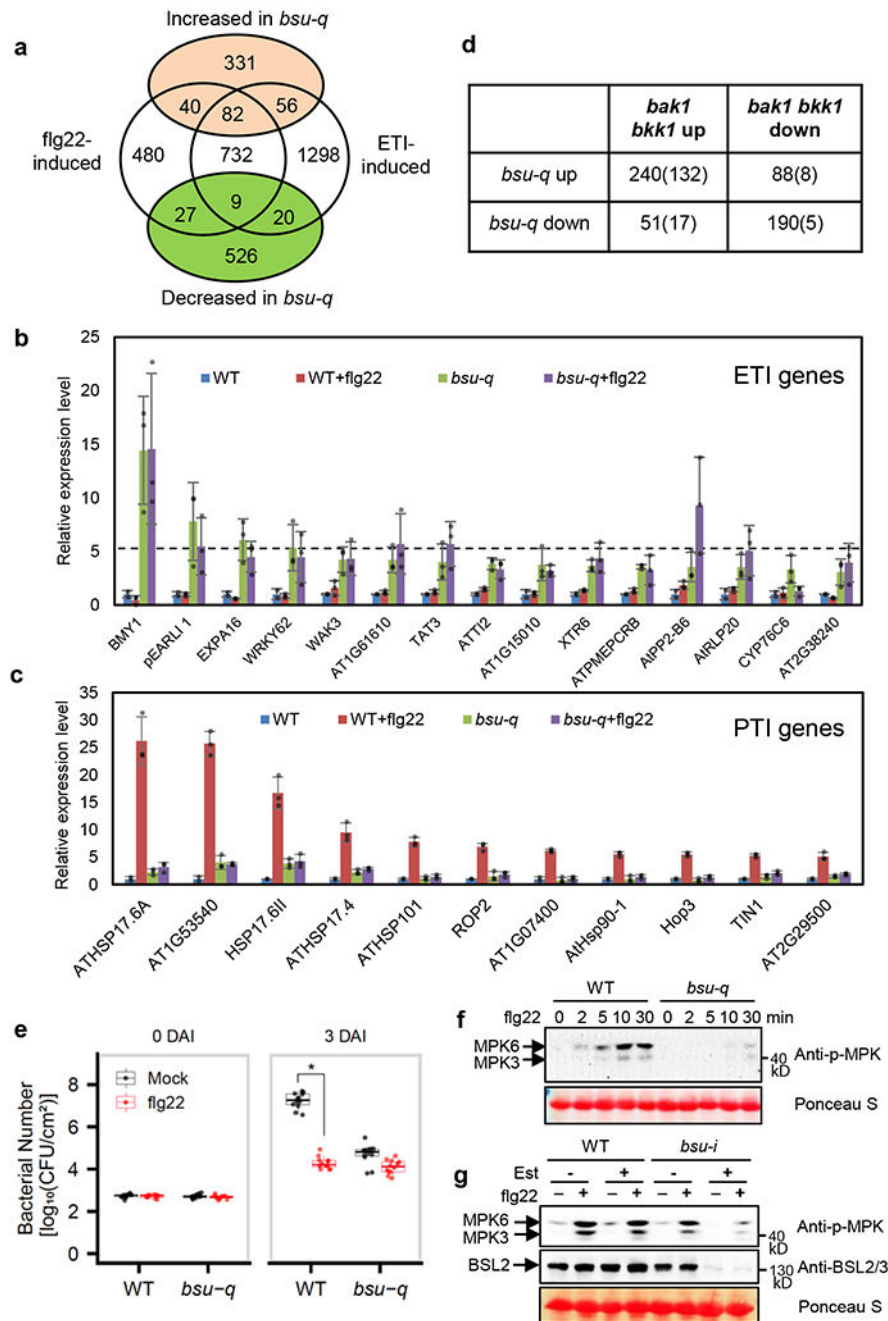 a
Increased in bsu-q
331
40
82
56
flg22-
induced
480
732
1298
ETI-
induced
27
9
20
526
Decreased in bsu-q
d
bak1
bkk1 up
bak1 bkk1
down
bsu-q up
240(132)
88(8)
bsu-q down
51(17)
190(5)
b
Relative expression level
25
20
15
10
5
0
WT
WT+flg22
bsu-q
bsu-q+flg22
ETI genes
BMY1
pEARLI 1
EXPA16
WRKY62
WAK3
AT1G61610
TAT3
ATTI2
AT1G15010
XTR6
ATPMEPCRB
AIPP2-B6
AIRLP20
CYP76C6
AT2G38240
c
Relative expression level
35
30
25
20
15
10
5
0
WT
WT+flg22
bsu-q
bsu-q+flg22
PTI genes
ATHSP17.6A
AT1G53540
HSP17.6II
ATHSP17.4
ATHSP101
ROP2
AT1G07400
AtHsp90-1
Hop3
TIN1
AT2G29500
e
0 DAI
3 DAI
Bacterial Number
[log₁₀(CFU/cm²)]
8
6
4
2
0
Mock
flg22
*
WT
bsu-q
WT
bsu-q
f
WT
bsu-q
flg22
0 2 5 10 30
0 2 5 10 30 min
MPK6
MPK3
40
kD
Anti-p-MPK
Ponceau S
g
WT
bsu-i
Est
- + - +
flg22
- + - + - + - +
MPK6
MPK3
40
kD
Anti-p-MPK
BSL2
130
kD
Anti-BSL2/3
Ponceau S